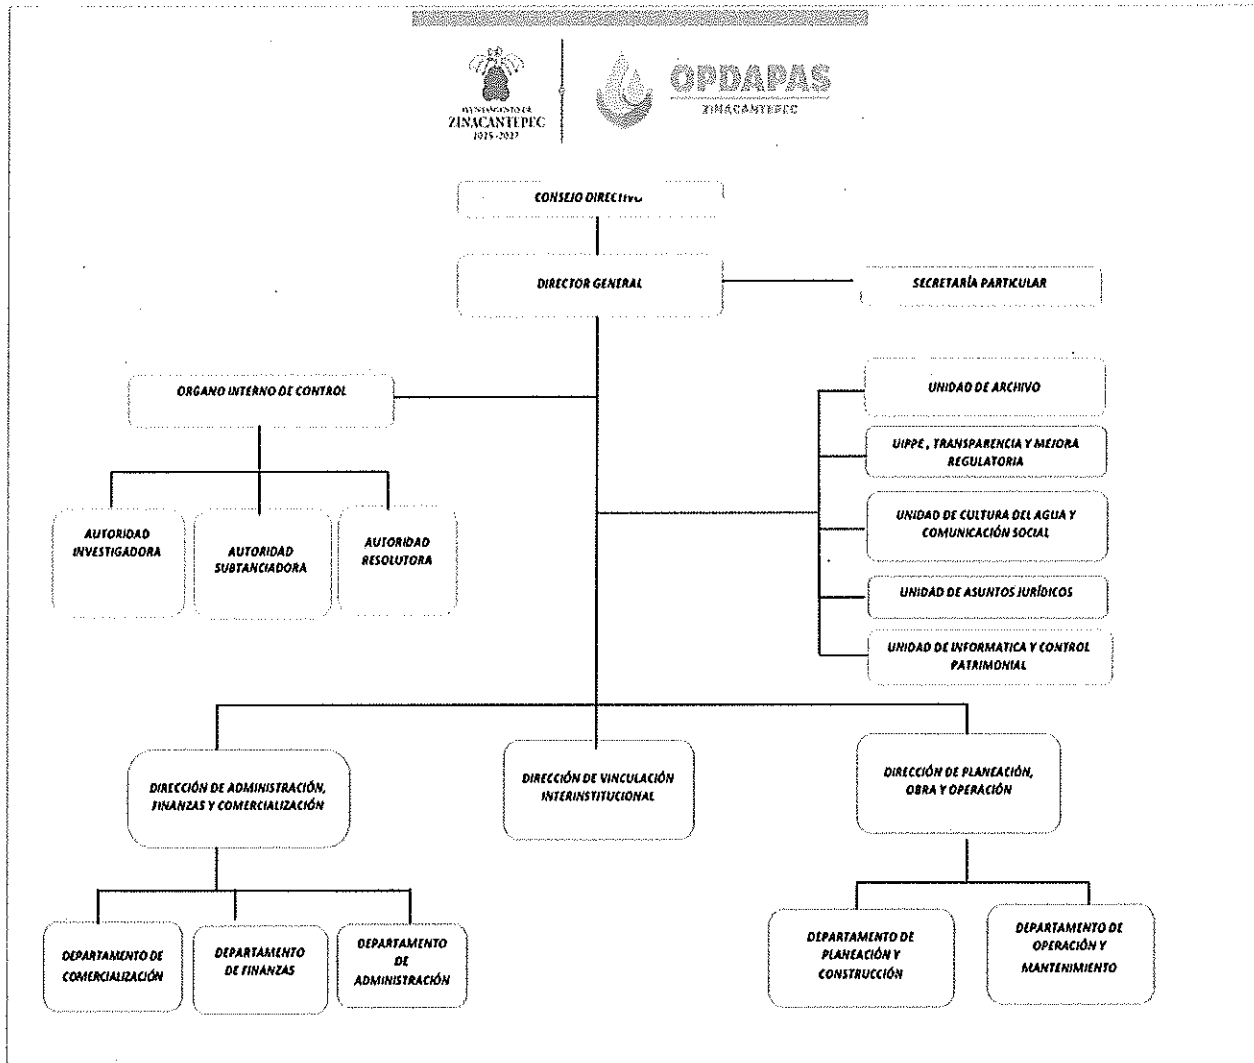 AYUNTAMIENTO DE
ZINACANTEPEC
2025-2027
OPDAPAS
ZINACANTEPEC
CONSEJO DIRECTIVO
DIRECTOR GENERAL
SECRETARÍA PARTICULAR
ORGANO INTERNO DE CONTROL
UNIDAD DE ARCHIVO
UIPPE , TRANSPARENCIA Y MEJORA
REGULATORIA
UNIDAD DE CULTURA DEL AGUA Y
COMUNICACIÓN SOCIAL
UNIDAD DE ASUNTOS JURÍDICOS
UNIDAD DE INFORMATICA Y CONTROL
PATRIMONIAL
AUTORIDAD
INVESTIGADORA
AUTORIDAD
SUBTANCIADORA
AUTORIDAD
RESOLUTORA
DIRECCIÓN DE ADMINISTRACIÓN,
FINANZAS Y COMERCIALIZACIÓN
DIRECCIÓN DE VINCULACIÓN
INTERINSTITUCIONAL
DIRECCIÓN DE PLANEACIÓN,
OBRA Y OPERACIÓN
DEPARTAMENTO DE
COMERCIALIZACIÓN
DEPARTAMENTO
DE FINANZAS
DEPARTAMENTO
DE
ADMINISTRACIÓN
DEPARTAMENTO DE
PLANEACIÓN Y
CONSTRUCCIÓN
DEPARTAMENTO DE
OPERACIÓN Y
MANTENIMIENTO